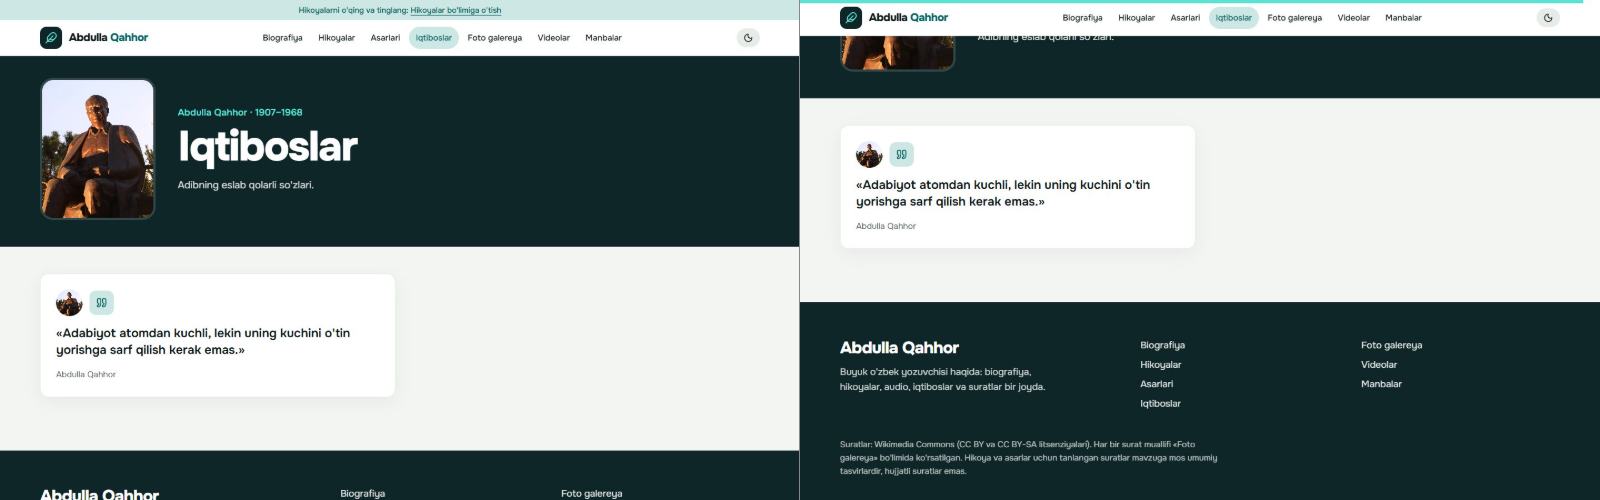 Hikoyalarni o'qing va tinglang: Hikoyalar bo'limiga o'tish
Abdulla Qahhor
Biografiya Hikoyalar Asarlari Iqtiboslar Foto galereya Videolar Manbalar
Abdulla Qahhor · 1907–1968
Iqtiboslar
Adibning eslab qolarli so'zlari.
«Adabiyot atomdan kuchli, lekin uning kuchini o'tin
yorishga sarf qilish kerak emas.»
Abdulla Qahhor
Abdulla Qahhor
Biografiya
Foto galereya
Abdulla Qahhor
Biografiya Hikoyalar Asarlari Iqtiboslar Foto galereya Videolar Manbalar
Adibning eslab qolarli so'zlari.
«Adabiyot atomdan kuchli, lekin uning kuchini o'tin
yorishga sarf qilish kerak emas.»
Abdulla Qahhor
Abdulla Qahhor
Buyuk o'zbek yozuvchisi haqida: biografiya,
hikoyalar, audio, iqtiboslar va suratlar bir joyda.
Biografiya
Hikoyalar
Asarlari
Iqtiboslar
Foto galereya
Videolar
Manbalar
Suratlar: Wikimedia Commons (CC BY va CC BY-SA litsenziyalari). Har bir surat muallifi «Foto
galereya» bo'limida ko'rsatilgan. Hikoya va asarlar uchun tanlangan suratlar mavzuga mos umumiy
tasvirlardir, hujjatli suratlar emas.